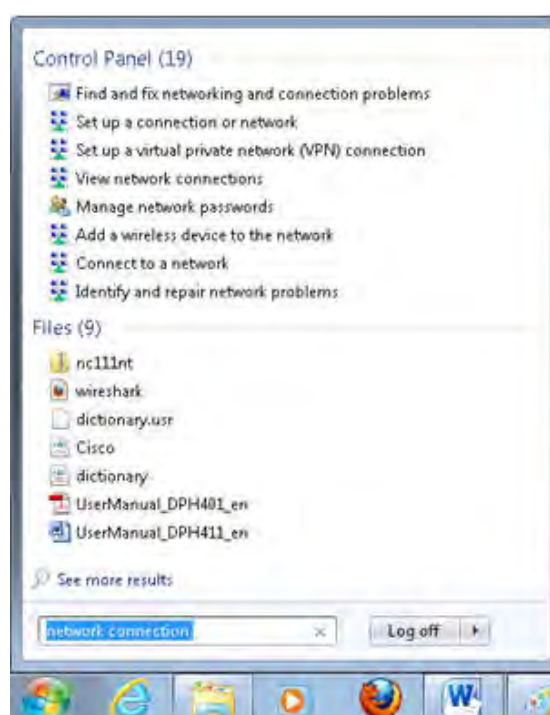 Control Panel (19)
Find and fix networking and connection problems
Set up a connection or network
Set up a virtual private network (VPN) connection
View network connections
Manage network passwords
Add a wireless device to the network
Connect to a network
Identify and repair network problems
Files (9)
nc111nt
wireshark
dictionary.usr
Cisco
dictionary
UserManual_DPH401_en
UserManual_DPH411_en
See more results
network connection
Log off
W